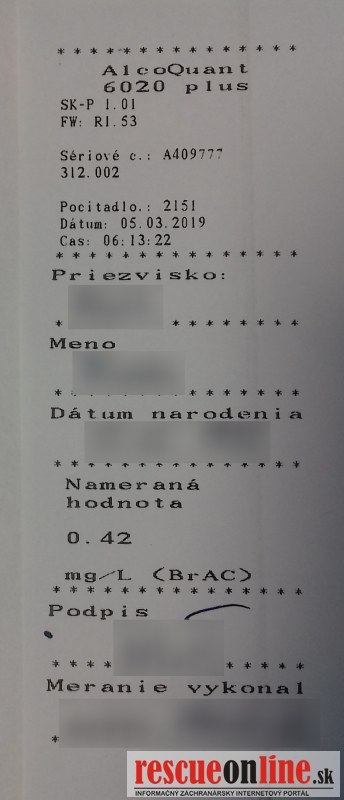 * * * * * * * * * * * * * * *
AlcoQuant
6020 plus
SK-P 1.01
FW: R1.53
Sériové c.: A409777
312.002
Pocitadlo.: 2151
Dátum: 05.03.2019
Cas: 06:13:22
* * * * * * * * * * * * * * *
Priezvisko:
* * * * * * * * *
Meno
* * * * * * * * * * * * * * *
Dátum narodenia
* * * * * * * * * * * * * * *
Nameraná
hodnota
0.42
mg/L (BrAC)
* * * * * * * * * * * * * * *
Podpis
* * * * * * * * *
Meranie vykonal
*
rescueonline.sk
INFORMAČNÝ ZÁCHRANÁRSKY INTERNETOVÝ PORTÁL